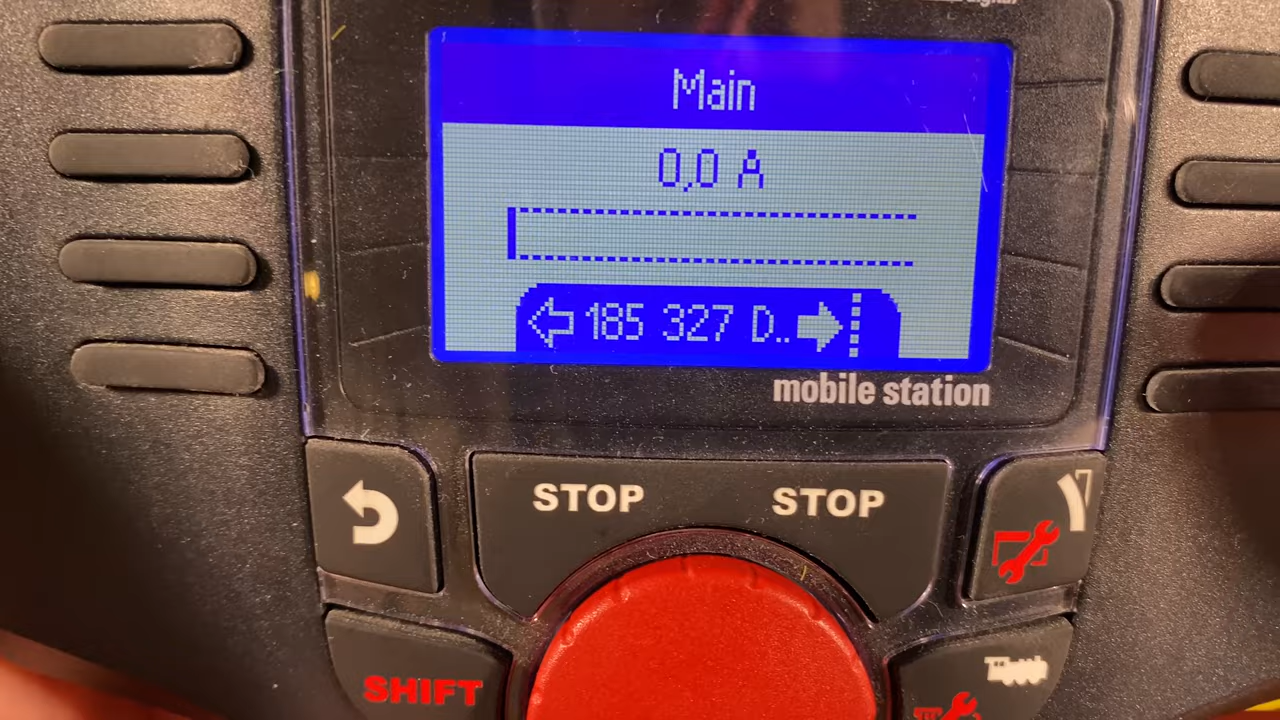 Main
0,0 A
185 327 D..
mobile station
STOP STOP
SHIFT